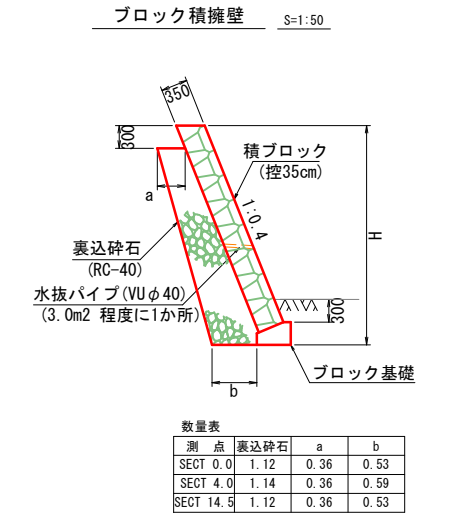 ブロック積擁壁 S=1:50
350
300
積ブロック
(控35cm)
a
1:0.4
H
裏込砕石
(RC-40)
水抜パイプ(VUφ40)
(3.0m2 程度に1か所)
300
ブロック基礎
b
数量表
測 点 裏込砕石 a b
SECT 0.0 1.12 0.36 0.53
SECT 4.0 1.14 0.36 0.59
SECT 14.5 1.12 0.36 0.53